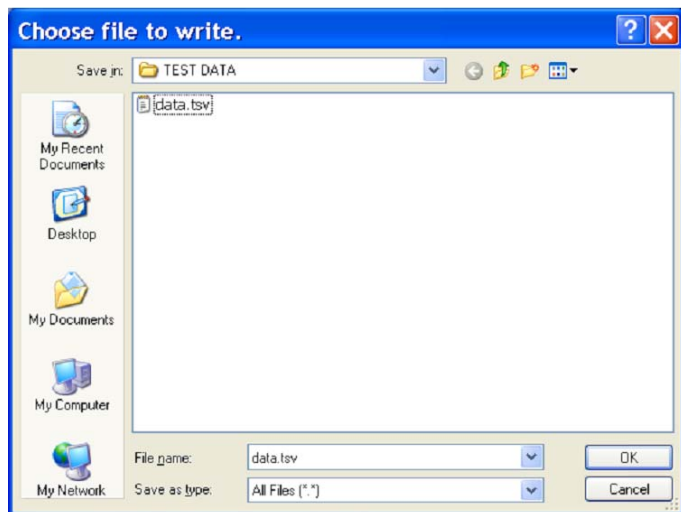 Choose file to write.
Save in: TEST DATA
data.tsv
My Recent
Documents
Desktop
My Documents
My Computer
My Network
File name: data.tsv OK
Save as type: All Files (*.*) Cancel